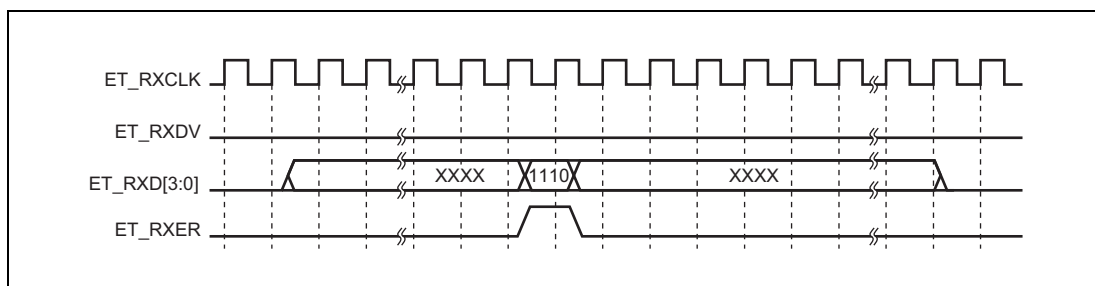 ET_RXCLK
ET_RXDV
ET_RXD[3:0] XXXX 1110 XXXX
ET_RXER